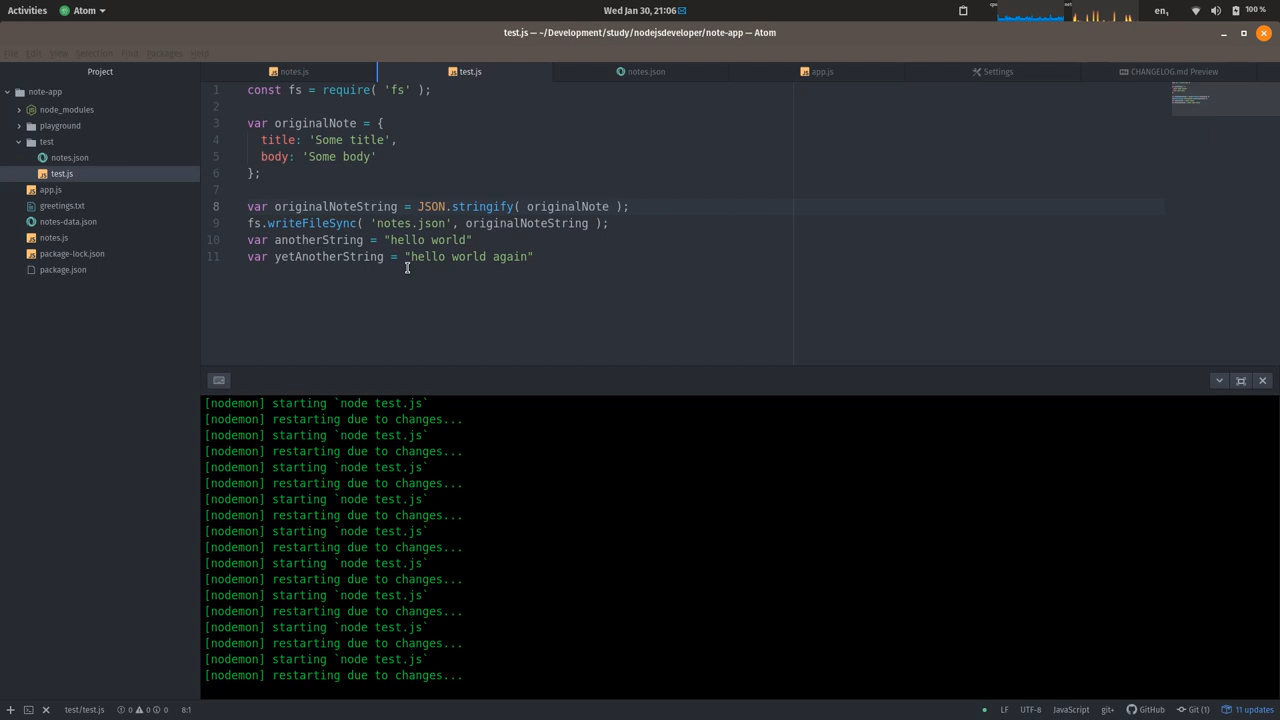 Activities Atom Wed Jan 30, 21:06 en₁ 100 %
test.js — ~/Development/study/nodejsdeveloper/note-app — Atom
File Edit View Selection Find Packages Help
Project notes.js test.js notes.json app.js Settings CHANGELOG.md Preview
note-app
node_modules
playground
test
notes.json
test.js
app.js
greetings.txt
notes-data.json
notes.js
package-lock.json
package.json
1 const fs = require( 'fs' );
2
3 var originalNote = {
4 title: 'Some title',
5 body: 'Some body'
6 };
7
8 var originalNoteString = JSON.stringify( originalNote );
9 fs.writeFileSync( 'notes.json', originalNoteString );
10 var anotherString = "hello world"
11 var yetAnotherString = "hello world again"
[nodemon] starting `node test.js`
[nodemon] restarting due to changes...
[nodemon] starting `node test.js`
[nodemon] restarting due to changes...
[nodemon] starting `node test.js`
[nodemon] restarting due to changes...
[nodemon] starting `node test.js`
[nodemon] restarting due to changes...
[nodemon] starting `node test.js`
[nodemon] restarting due to changes...
[nodemon] starting `node test.js`
[nodemon] restarting due to changes...
[nodemon] starting `node test.js`
[nodemon] restarting due to changes...
[nodemon] starting `node test.js`
[nodemon] restarting due to changes...
[nodemon] starting `node test.js`
[nodemon] restarting due to changes...
test/test.js 0 0 0 8:1 LF UTF-8 JavaScript git+ GitHub Git (1) 11 updates